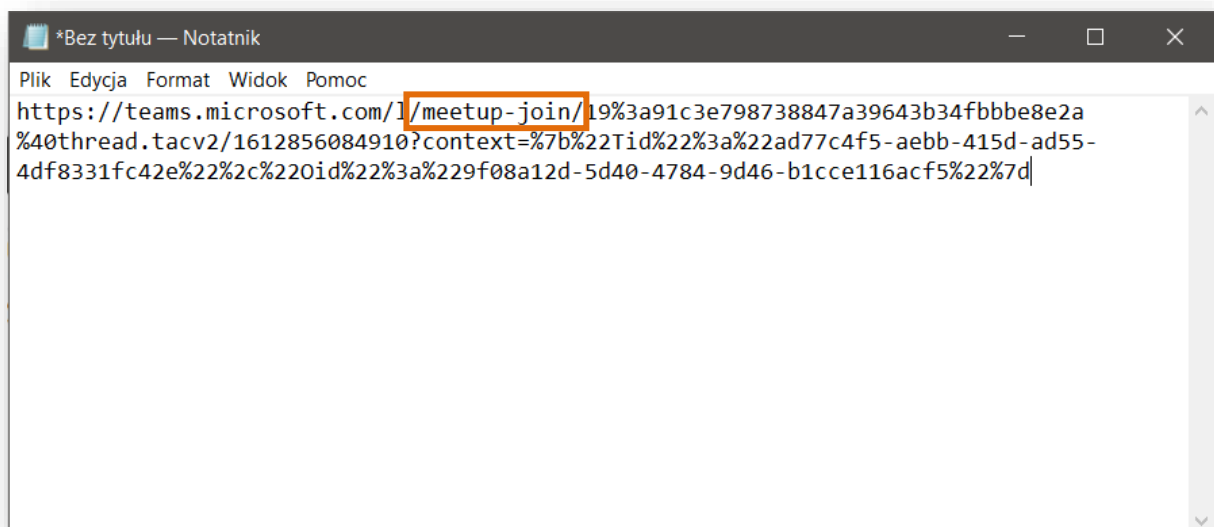 *Bez tytułu — Notatnik
Plik Edycja Format Widok Pomoc
https://teams.microsoft.com/l/meetup-join/19%3a91c3e798738847a39643b34fbbbe8e2a
%40thread.tacv2/1612856084910?context=%7b%22Tid%22%3a%22ad77c4f5-aebb-415d-ad55-
4df8331fc42e%22%2c%22Oid%22%3a%229f08a12d-5d40-4784-9d46-b1cce116acf5%22%7d